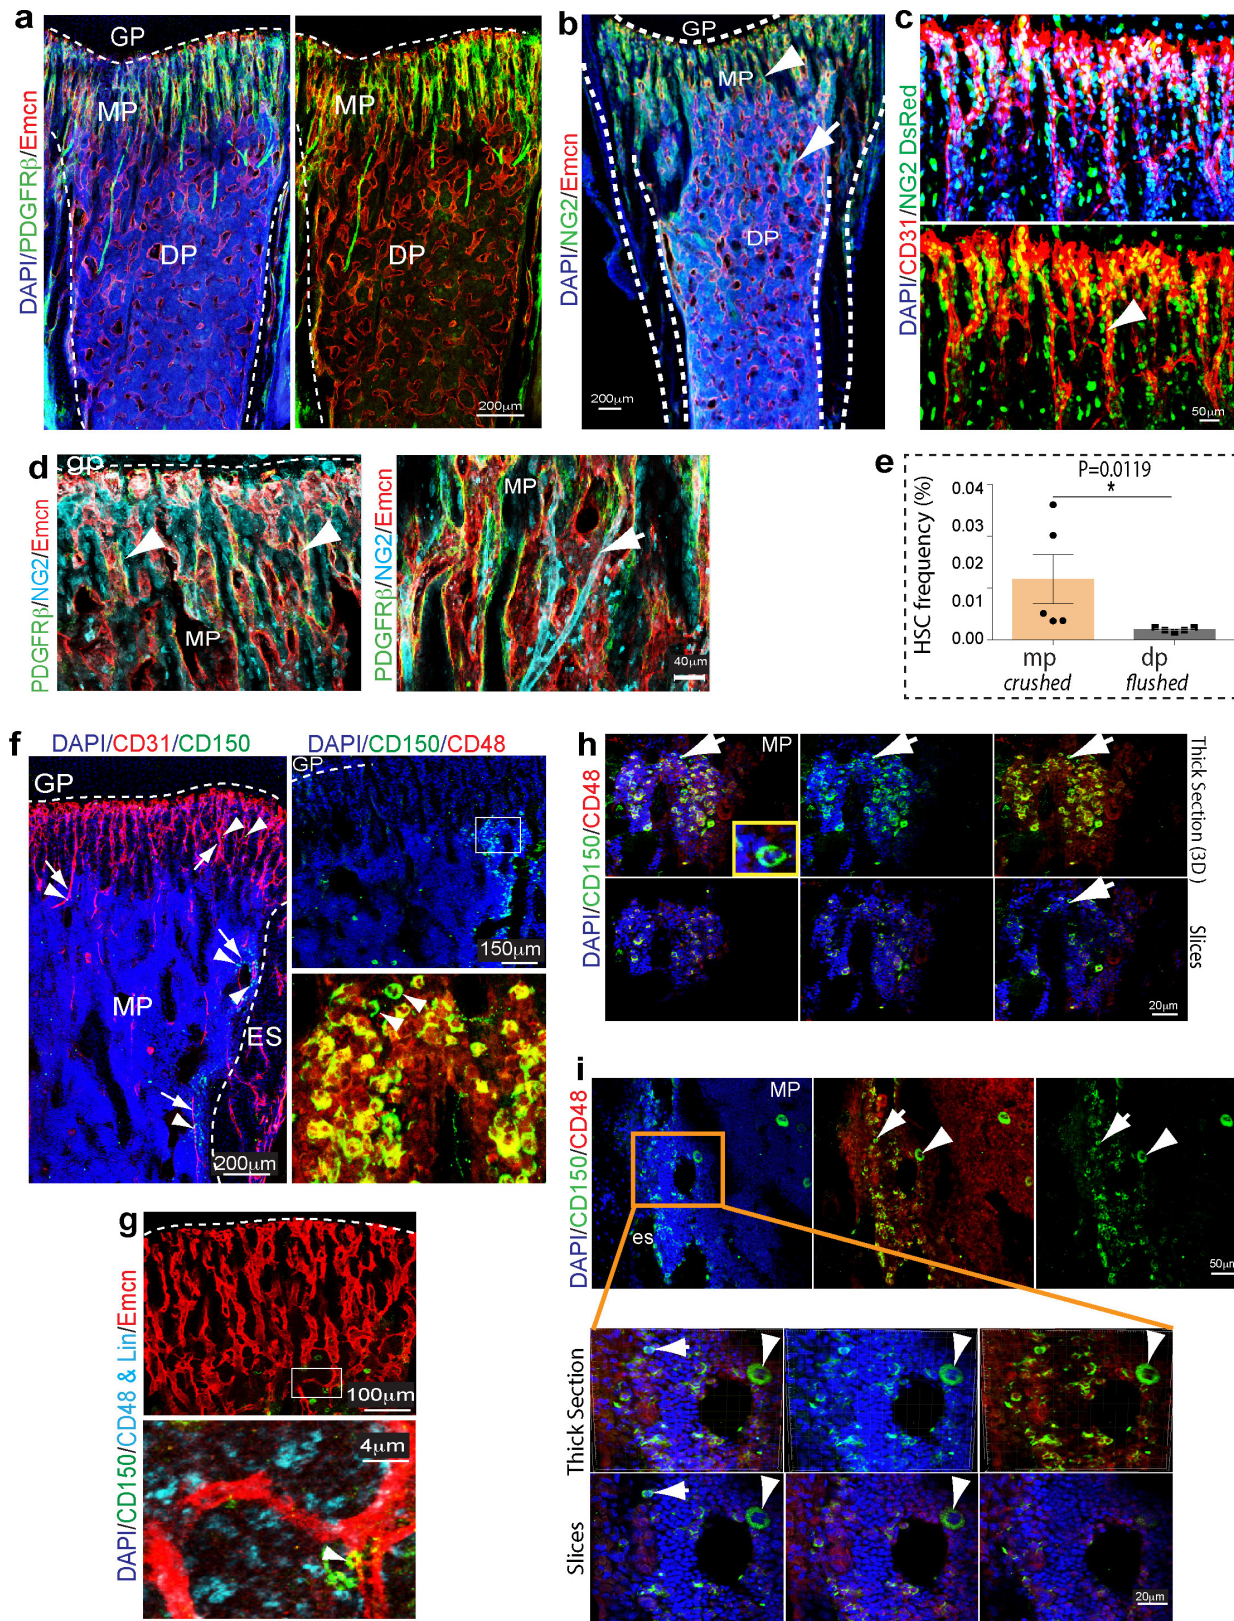 a
GP
MP
DP
DAPI/PDGFRβ/Emcn
MP
DP
200µm
b
GP
MP
DP
DAPI/NG2/Emcn
200µm
c
DAPI/CD31/NG2 DsRed
50µm
d
gp
MP
PDGFRβ/NG2/Emcn
MP
PDGFRβ/NG2/Emcn
40µm
e
P=0.0119
*
HSC frequency (%)
0.04
0.03
0.02
0.01
0.00
mp
dp
crushed
flushed
f
DAPI/CD31/CD150
GP
MP
ES
200µm
DAPI/CD150/CD48
GP
150µm
g
DAPI/CD150/CD48 & Lin/Emcn
100µm
4µm
h
DAPI/CD150/CD48
MP
Thick Section (3D)
Slices
20µm
i
DAPI/CD150/CD48
MP
es
50µm
Thick Section
Slices
20µm